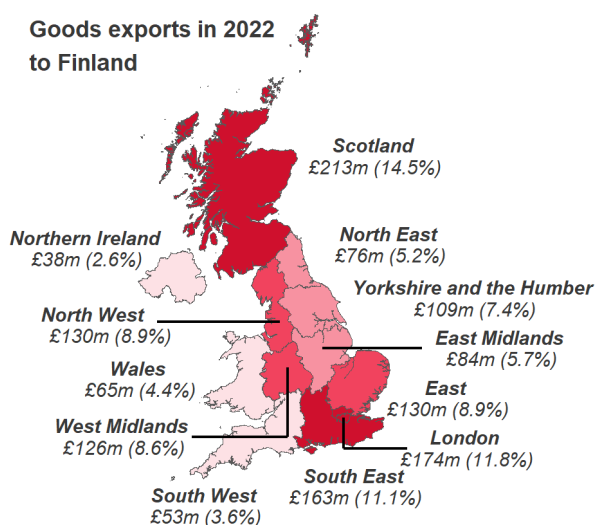 Goods exports in 2022
to Finland
Scotland
£213m (14.5%)
Northern Ireland
£38m (2.6%)
North East
£76m (5.2%)
Yorkshire and the Humber
£109m (7.4%)
North West
£130m (8.9%)
East Midlands
£84m (5.7%)
Wales
£65m (4.4%)
East
£130m (8.9%)
West Midlands
£126m (8.6%)
London
£174m (11.8%)
South East
£163m (11.1%)
South West
£53m (3.6%)